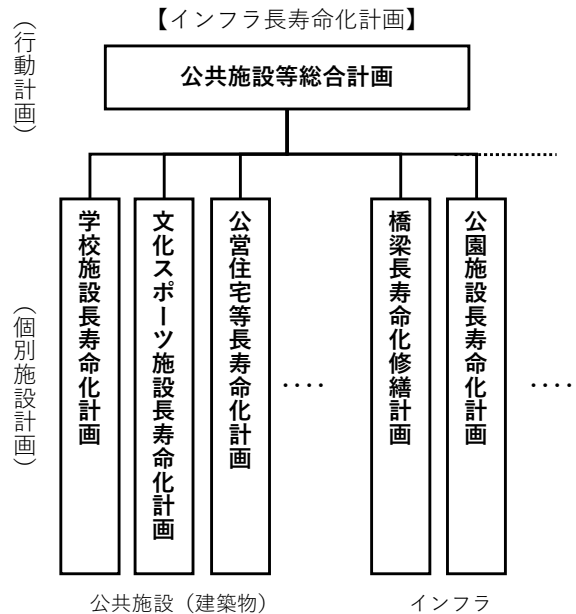 【インフラ長寿命化計画】
（行動計画）
公共施設等総合計画
（個別施設計画）
学校施設長寿命化計画
文化スポーツ施設長寿命化計画
公営住宅等長寿命化計画
‥‥
橋梁長寿命化修繕計画
公園施設長寿命化計画
‥‥
公共施設（建築物）
インフラ